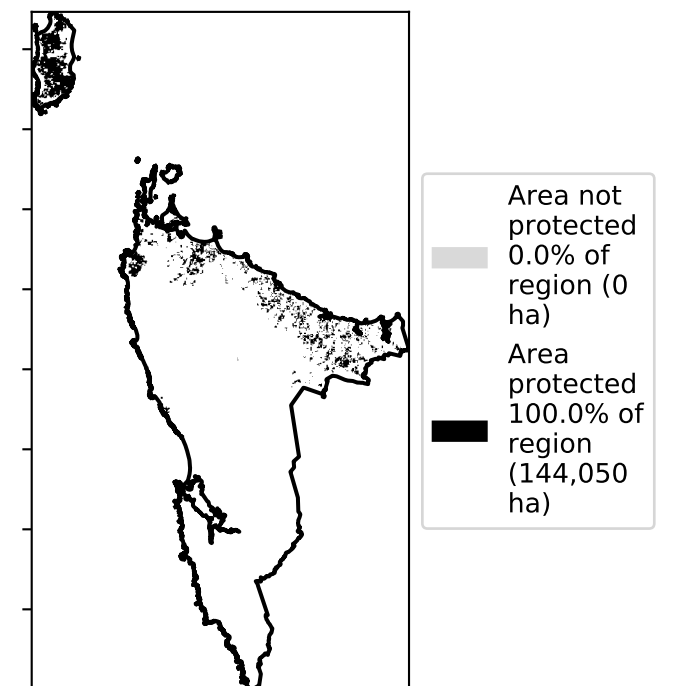 Area not
protected
0.0% of
region (0
ha)
Area
protected
100.0% of
region
(144,050
ha)